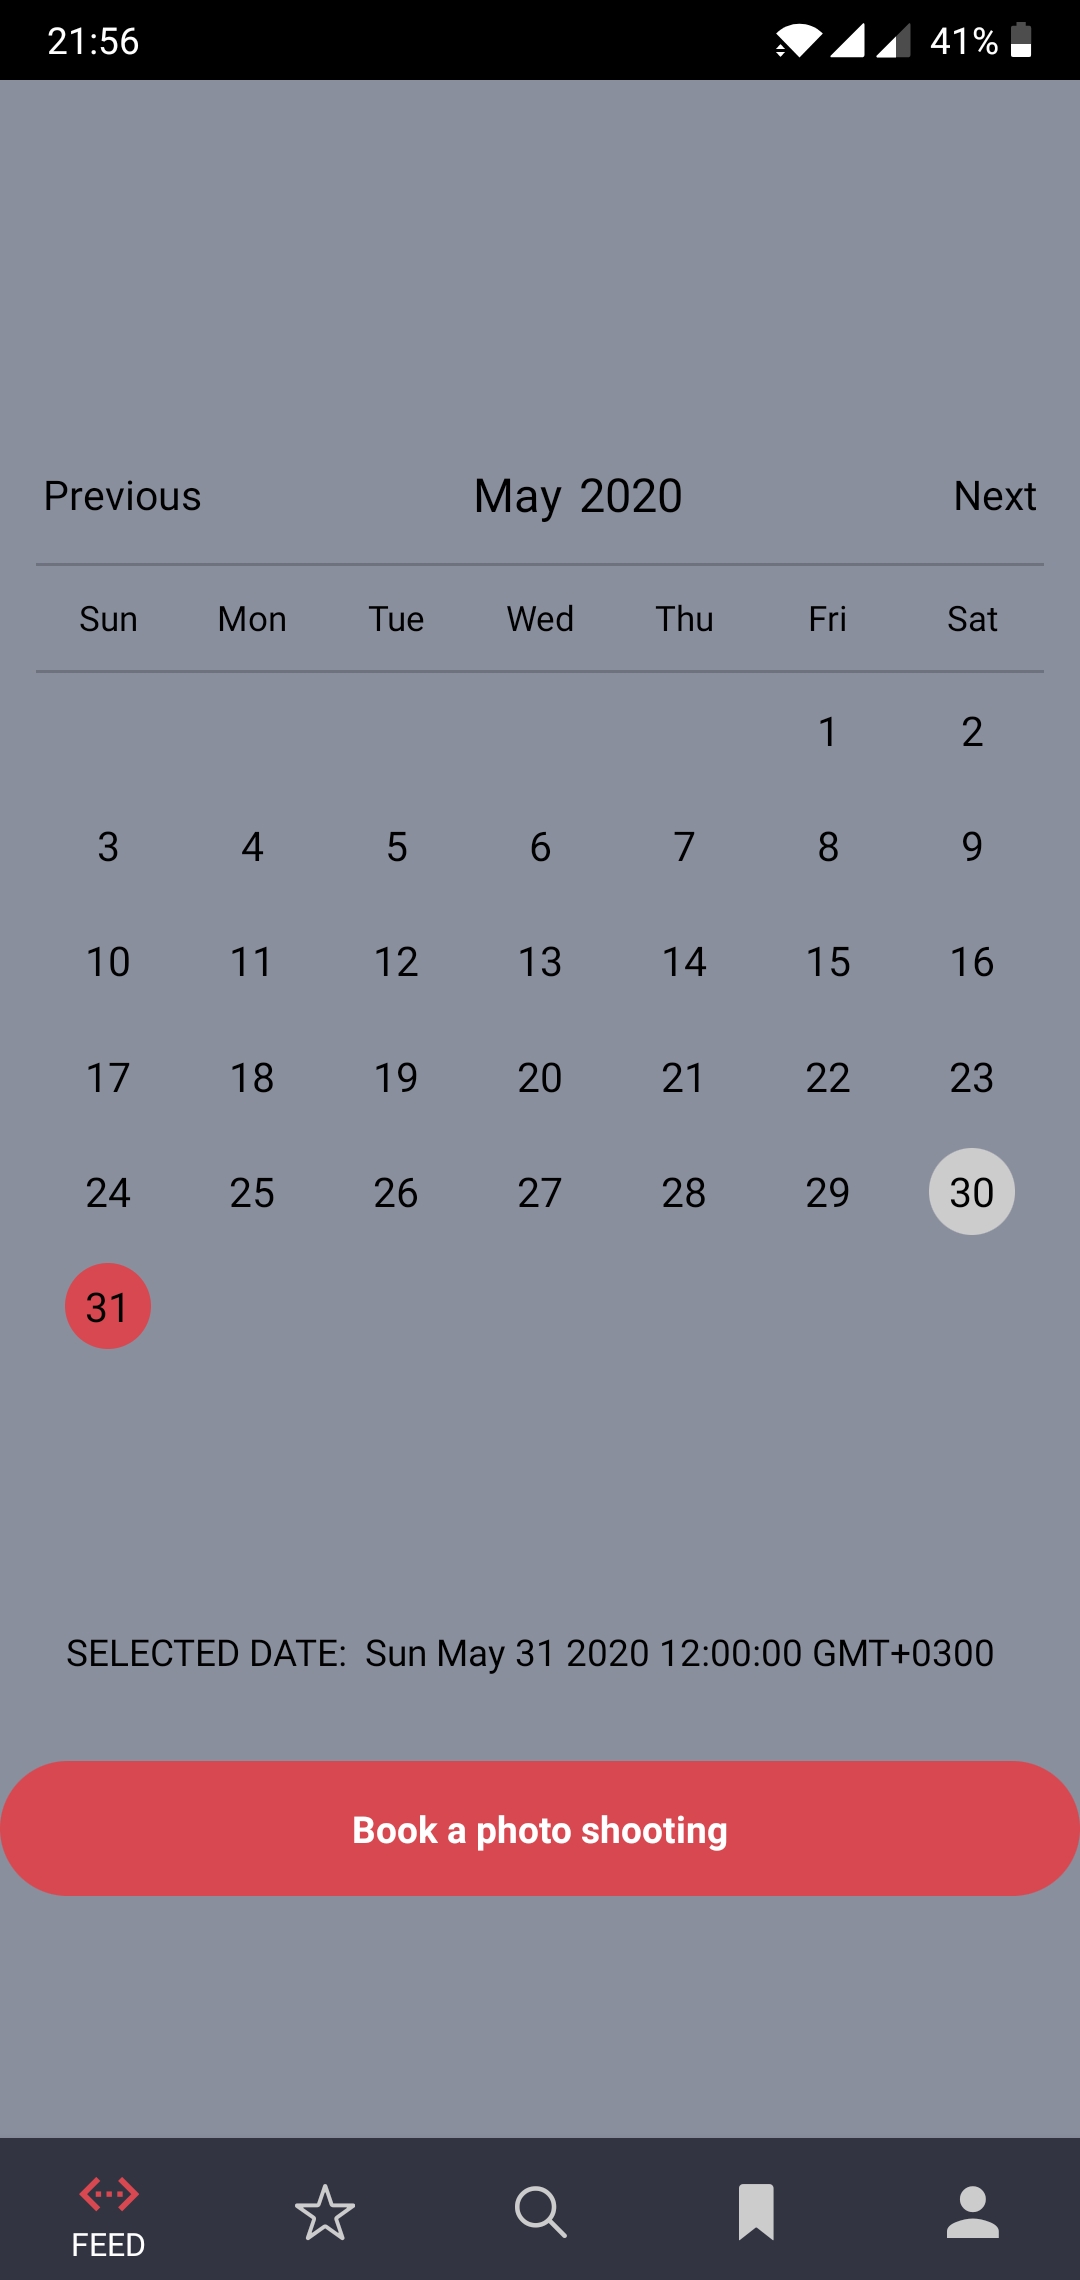 21:56 41%
Previous May 2020 Next
Sun Mon Tue Wed Thu Fri Sat
1 2
3 4 5 6 7 8 9
10 11 12 13 14 15 16
17 18 19 20 21 22 23
24 25 26 27 28 29 30
31
SELECTED DATE: Sun May 31 2020 12:00:00 GMT+0300
Book a photo shooting
FEED